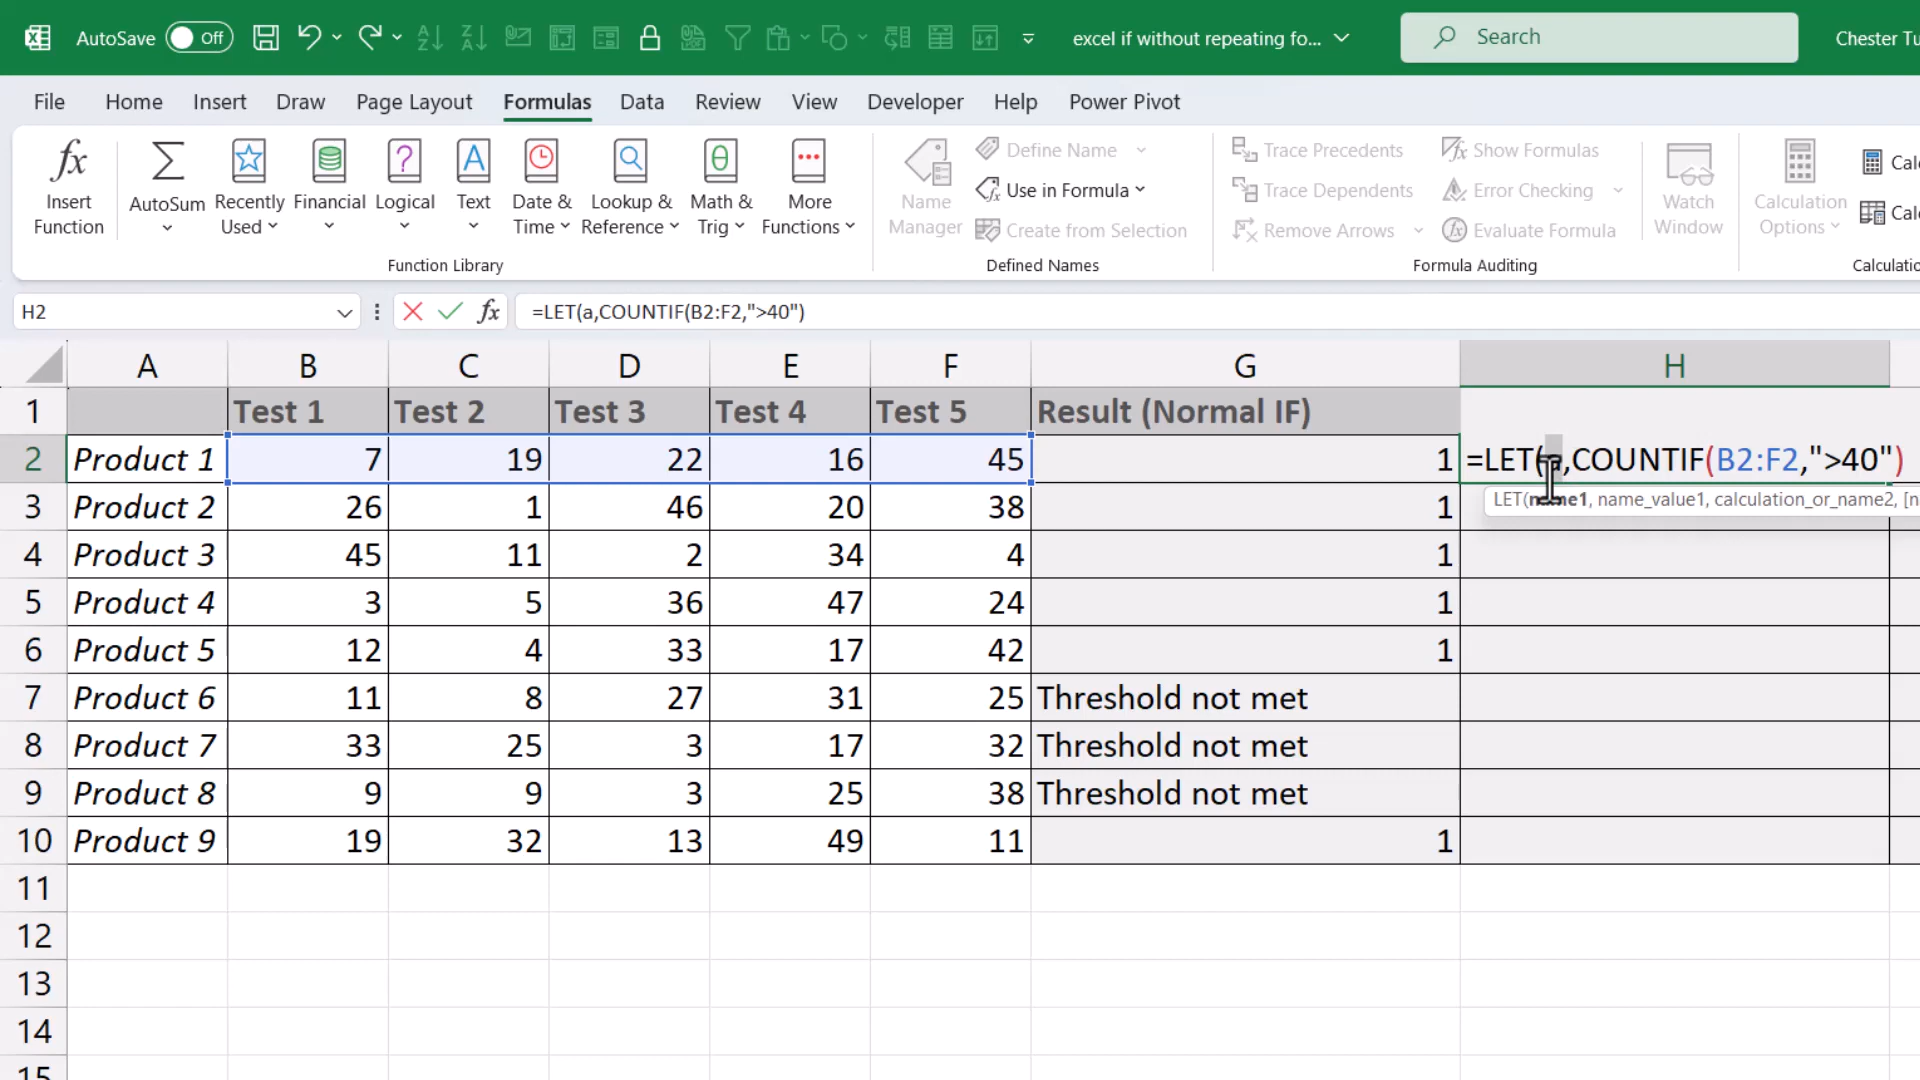 AutoSave Off excel if without repeating fo... Search Chester Tu
File Home Insert Draw Page Layout Formulas Data Review View Developer Help Power Pivot
Insert Function AutoSum Recently Used Financial Logical Text Date & Time Lookup & Reference Math & Trig More Functions
Function Library
Name Manager Define Name Use in Formula Create from Selection
Defined Names
Trace Precedents Trace Dependents Remove Arrows Show Formulas Error Checking Evaluate Formula Watch Window
Formula Auditing
Calculation Options Calc Calc
Calculatio
H2 fx =LET(a,COUNTIF(B2:F2,">40")
A B C D E F G H
1 Test 1 Test 2 Test 3 Test 4 Test 5 Result (Normal IF)
2 Product 1 7 19 22 16 45 1 =LET(a,COUNTIF(B2:F2,">40")
LET(name1, name_value1, calculation_or_name2, [n
3 Product 2 26 1 46 20 38 1
4 Product 3 45 11 2 34 4 1
5 Product 4 3 5 36 47 24 1
6 Product 5 12 4 33 17 42 1
7 Product 6 11 8 27 31 25 Threshold not met
8 Product 7 33 25 3 17 32 Threshold not met
9 Product 8 9 9 3 25 38 Threshold not met
10 Product 9 19 32 13 49 11 1
11
12
13
14
15